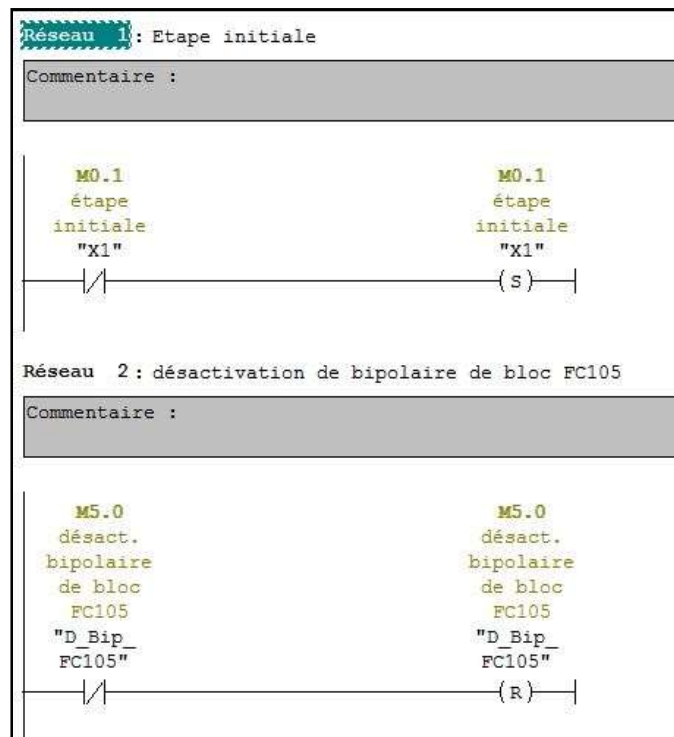 Réseau 1 : Etape initiale
Commentaire :
M0.1 M0.1
étape étape
initiale initiale
"X1" "X1"
( S )
Réseau 2 : désactivation de bipolaire de bloc FC105
Commentaire :
M5.0 M5.0
désact. désact.
bipolaire bipolaire
de bloc de bloc
FC105 FC105
"D_Bip_ "D_Bip_
FC105" FC105"
( R )